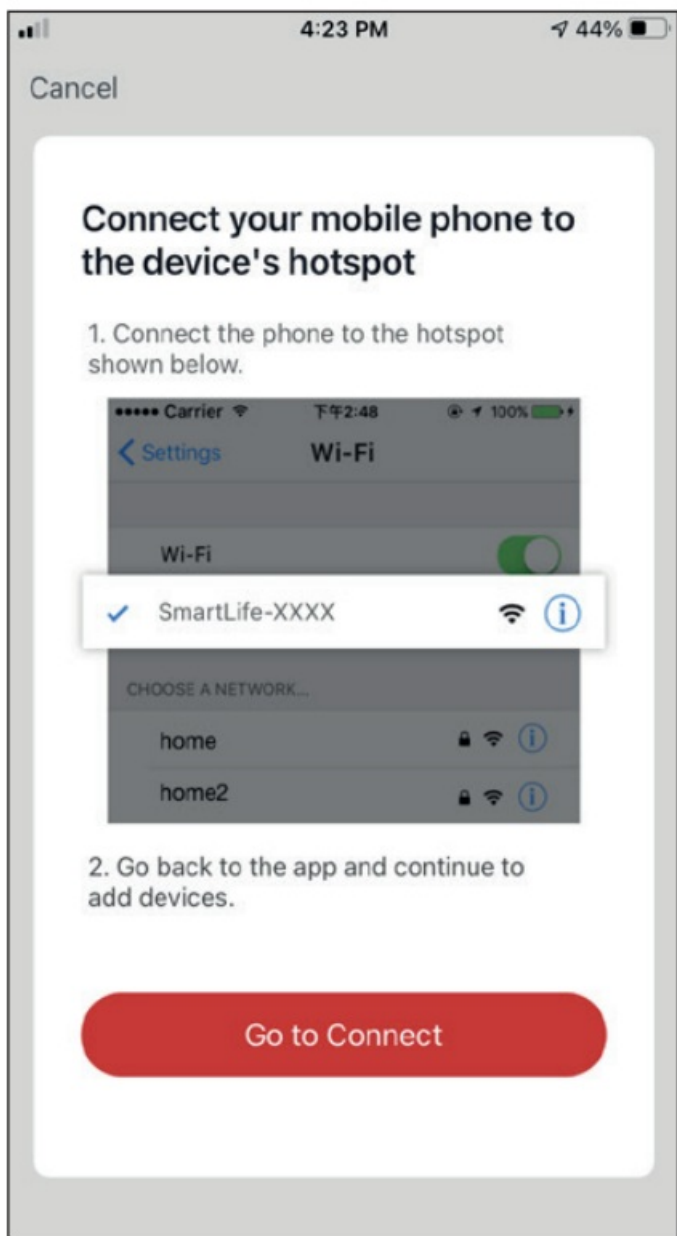 4:23 PM 44%
Cancel
Connect your mobile phone to
the device's hotspot
1. Connect the phone to the hotspot
shown below.
Carrier 下午2:48 100%
Settings Wi-Fi
Wi-Fi
SmartLife-XXXX
CHOOSE A NETWORK...
home
home2
2. Go back to the app and continue to
add devices.
Go to Connect